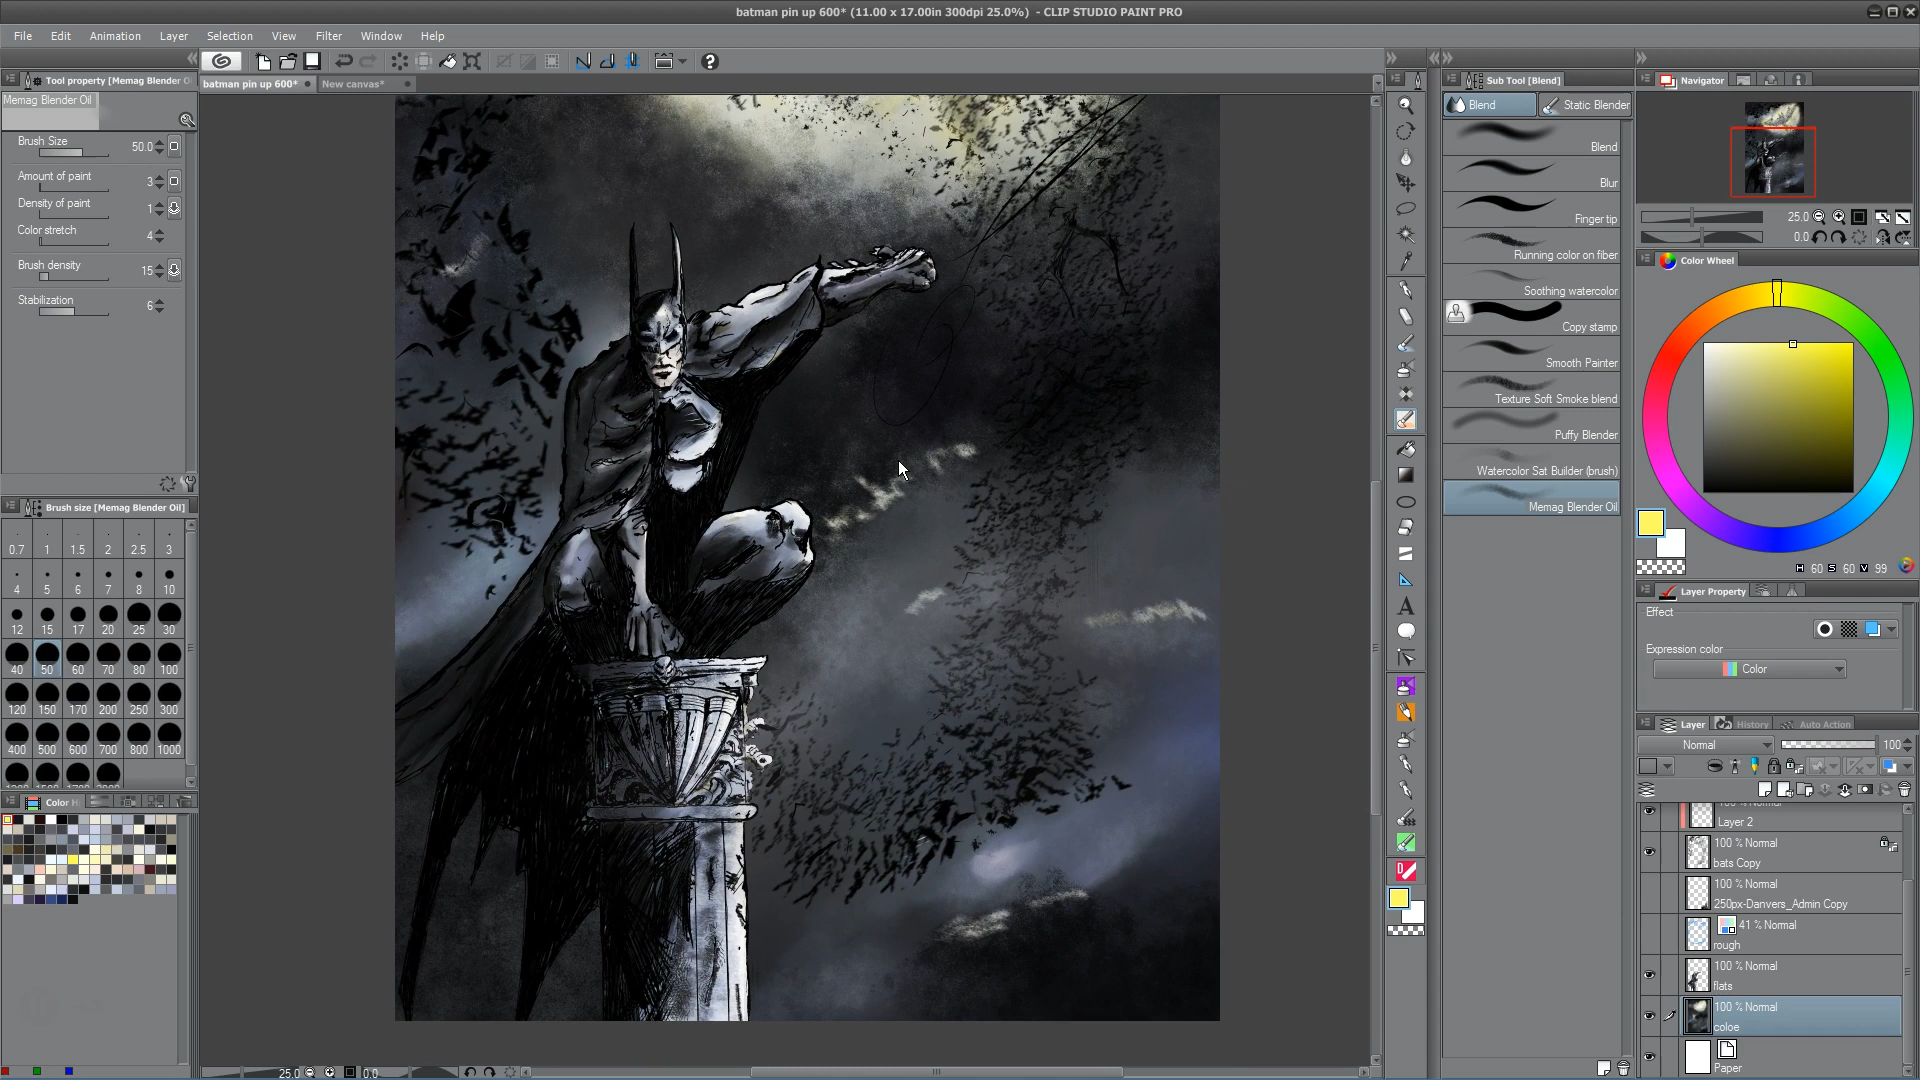 batman pin up 600* (11.00 x 17.00in 300dpi 25.0%) - CLIP STUDIO PAINT PRO
File Edit Animation Layer Selection View Filter Window Help
Tool property [Memag Blender O
batman pin up 600*
New canvas*
Memag Blender Oil
Brush Size 50.0
Amount of paint 3
Density of paint 1
Color stretch 4
Brush density 15
Stabilization 6
Brush size [Memag Blender Oil]
0.7 1 1.5 2 2.5 3
4 5 6 7 8 10
12 15 17 20 25 30
40 50 60 70 80 100
120 150 170 200 250 300
400 500 600 700 800 1000
Color H
25.0
0.0
Sub Tool [Blend]
Blend
Static Blender
Blend
Blur
Finger tip
Running color on fiber
Soothing watercolor
Copy stamp
Smooth Painter
Texture Soft Smoke blend
Puffy Blender
Watercolor Sat Builder (brush)
Memag Blender Oil
Navigator
25.0
0.0
Color Wheel
H 60 S 60 V 99
Layer Property
Effect
Expression color
Color
Layer History Auto Action
Normal 100
Layer 2
100 % Normal
bats Copy
100 % Normal
250px-Danvers_Admin Copy
41 % Normal
rough
100 % Normal
flats
100 % Normal
coloe
Paper